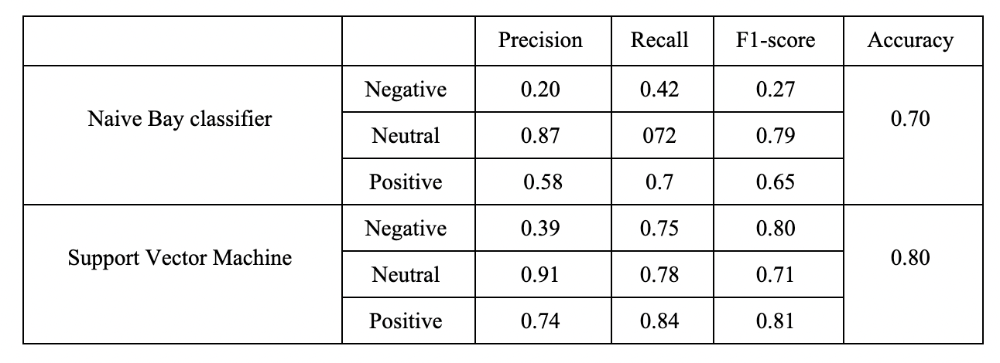 Precision Recall F1-score Accuracy
Naive Bay classifier Negative 0.20 0.42 0.27 0.70
Neutral 0.87 072 0.79
Positive 0.58 0.7 0.65
Support Vector Machine Negative 0.39 0.75 0.80 0.80
Neutral 0.91 0.78 0.71
Positive 0.74 0.84 0.81